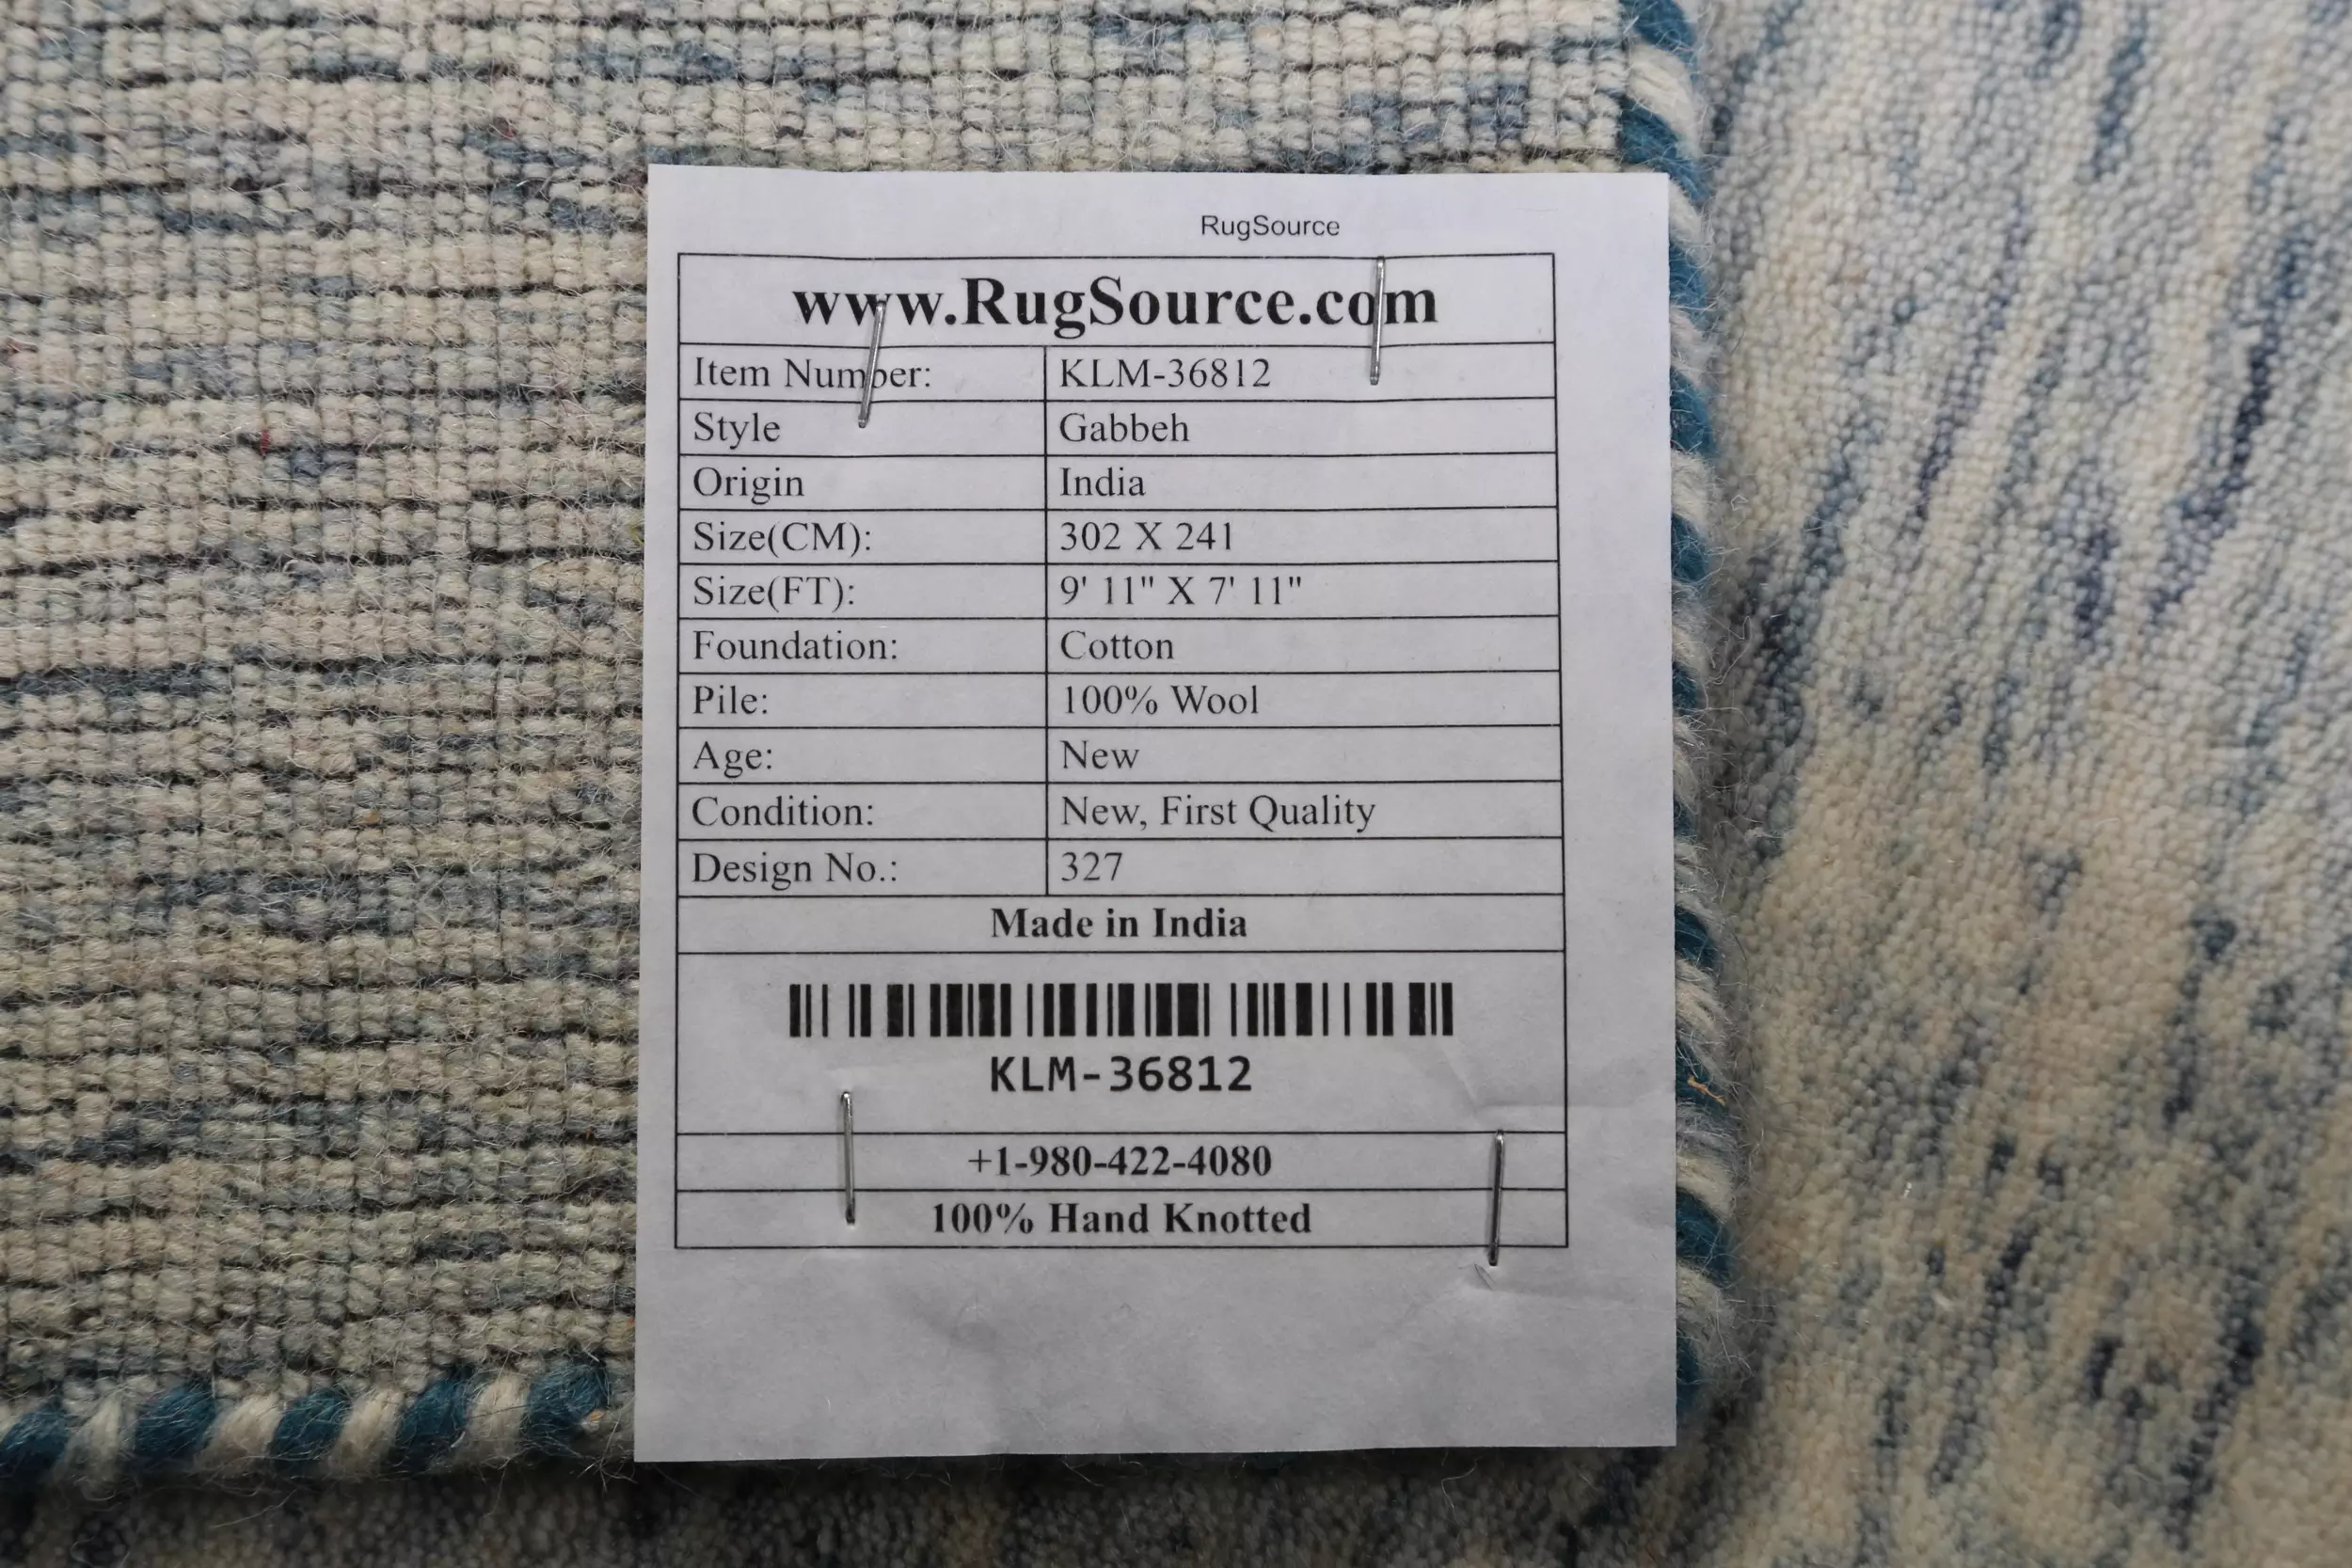 RugSource
www.RugSource.com
Item Number: KLM-36812
Style Gabbeh
Origin India
Size(CM): 302 X 241
Size(FT): 9' 11" X 7' 11"
Foundation: Cotton
Pile: 100% Wool
Age: New
Condition: New, First Quality
Design No.: 327
Made in India
KLM-36812
+1-980-422-4080
100% Hand Knotted